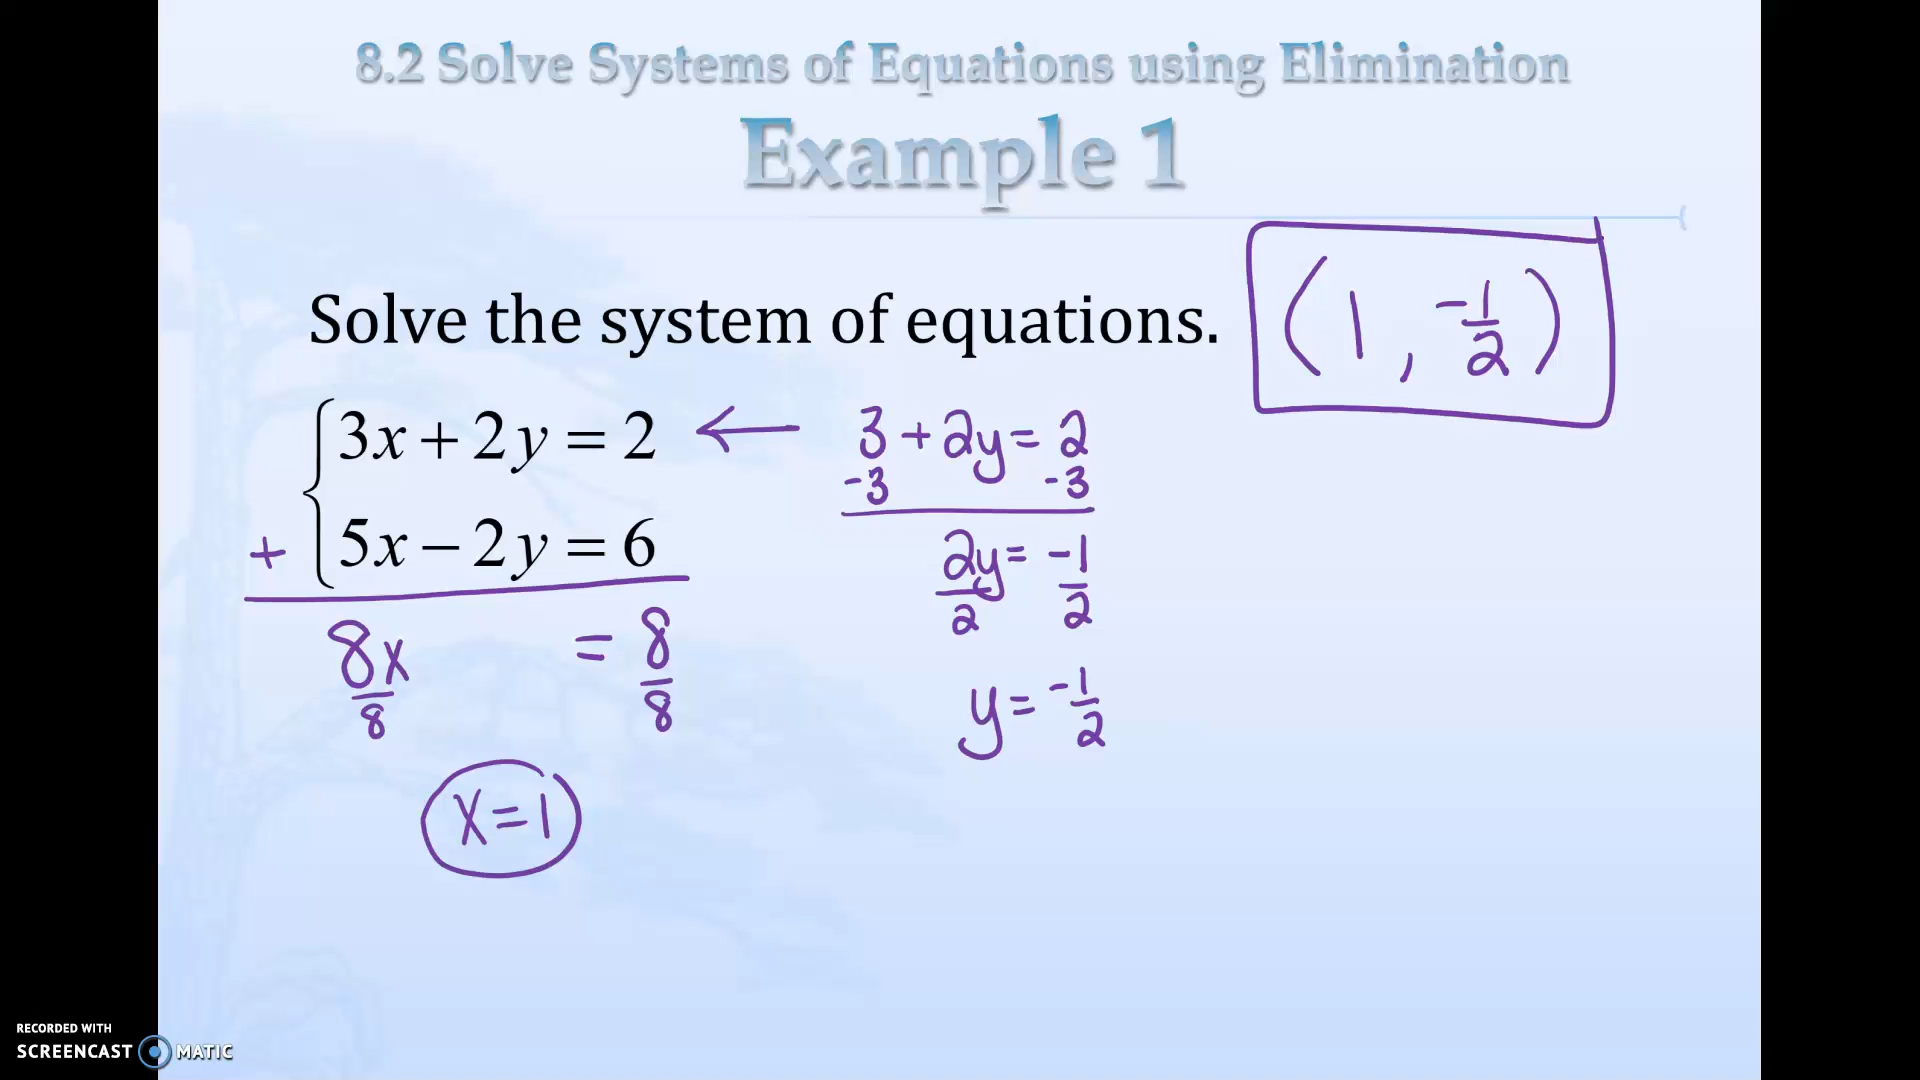 8.2 Solve Systems of Equations using Elimination
Example 1
Solve the system of equations.
(1, -1/2)
3x + 2y = 2
+ 5x − 2y = 6
8x = 8
8 8
x = 1
←
3 + 2y = 2
-3 -3
2y = -1
2 2
y = -1/2
RECORDED WITH
SCREENCAST MATIC